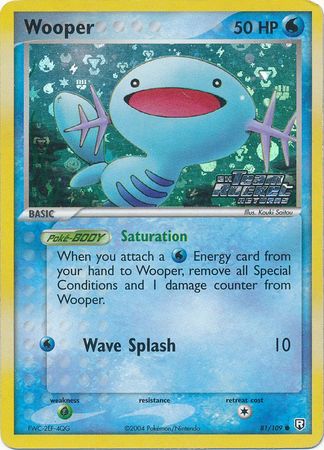 Wooper 50 HP
EX
Team
Rocket
RETURNS
BASIC
Illus. Kouki Saitou
Poké-BODY Saturation
When you attach a Energy card from
your hand to Wooper, remove all Special
Conditions and 1 damage counter from
Wooper.
Wave Splash 10
weakness resistance retreat cost
FWC-2EF-4QG ©2004 Pokémon/Nintendo 81/109 ● R